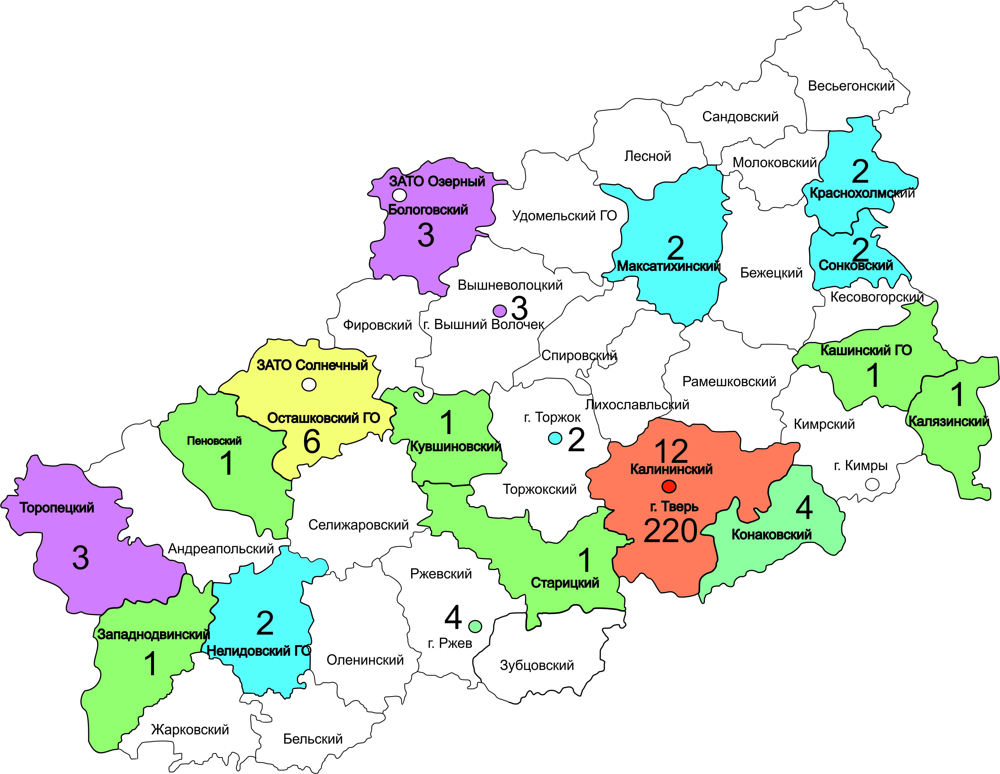 Весьегонский
Сандовский
Лесной
Молоковский
2
Краснохолмский
ЗАТО Озерный
Бологовский
3
Удомельский ГО
2
Максатихинский
Бежецкий
2
Сонковский
Вышневолоцкий
3
г. Вышний Волочек
Кесовогорский
Фировский
Спировский
Кашинский ГО
1
ЗАТО Солнечный
Осташковский ГО
6
Рамешковский
1
Калязинский
Лихославльский
1
Кувшиновский
г. Торжок
2
Кимрский
Пеновский
1
12
Калининский
г. Тверь
220
г. Кимры
Торжокский
4
Конаковский
Торопецкий
3
Селижаровский
Андреапольский
1
Старицкий
Ржевский
4
г. Ржев
2
Нелидовский ГО
Западнодвинский
1
Оленинский
Зубцовский
Жарковский
Бельский